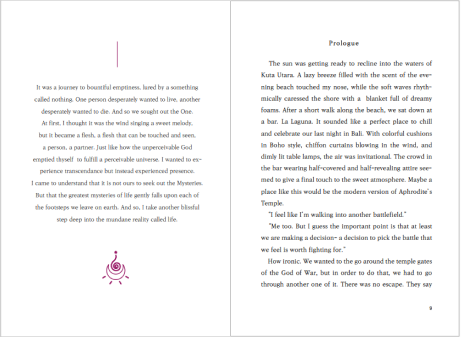 It was a journey to bountiful emptiness, lured by a something
called nothing. One person desperately wanted to live, another
desperately wanted to die. And so we sought out the One.
At first, I thought it was the wind singing a sweet melody,
but it became a flesh, a flesh that can be touched and seen.
a person, a partner. Just like how the unperceivable God
emptied thyself to fulfill a perceivable universe. I wanted to ex-
perience transcendance but instead experienced presence.
I came to understand that it is not ours to seek out the Mysteries.
But that the greatest mysteries of life gently falls upon each of
the footsteps we leave on earth. And so, I take another blissful
step deep into the mundane reality called life.
Prologue
The sun was getting ready to recline into the waters of
Kuta Utara. A lazy breeze filled with the scent of the eve-
ning beach touched my nose, while the soft waves rhyth-
mically caressed the shore with a blanket full of dreamy
foams. After a short walk along the beach, we sat down at
a bar. La Laguna. It sounded like a perfect place to chill
and celebrate our last night in Bali. With colorful cushions
in Boho style, chiffon curtains blowing in the wind, and
dimly lit table lamps, the air was invitational. The crowd in
the bar wearing half-covered and half-revealing attire see-
med to give a final touch to the sweet atmosphere. Maybe a
place like this would be the modern version of Aphrodite's
Temple.
"I feel like I'm walking into another battlefield."
"Me too. But I guess the important point is that at least
we are making a decision- a decision to pick the battle that
we feel is worth fighting for."
How ironic. We wanted to go around the temple gates
of the God of War, but in order to do that, we had to go
through another one of it. There was no escape. They say